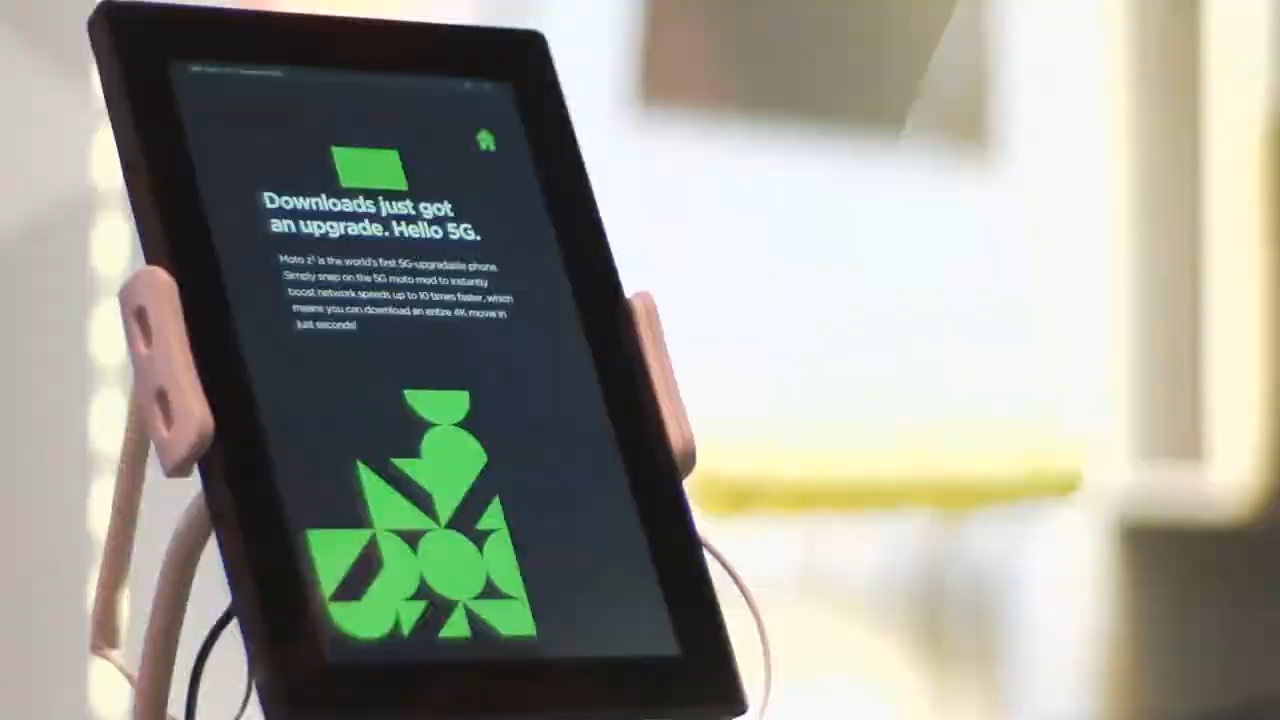 Downloads just got
an upgrade. Hello 5G.
Moto z³ is the world's first 5G-upgradable phone.
Simply snap on the 5G moto mod to instantly
boost network speeds up to 10 times faster, which
means you can download an entire 4K movie in
just seconds!